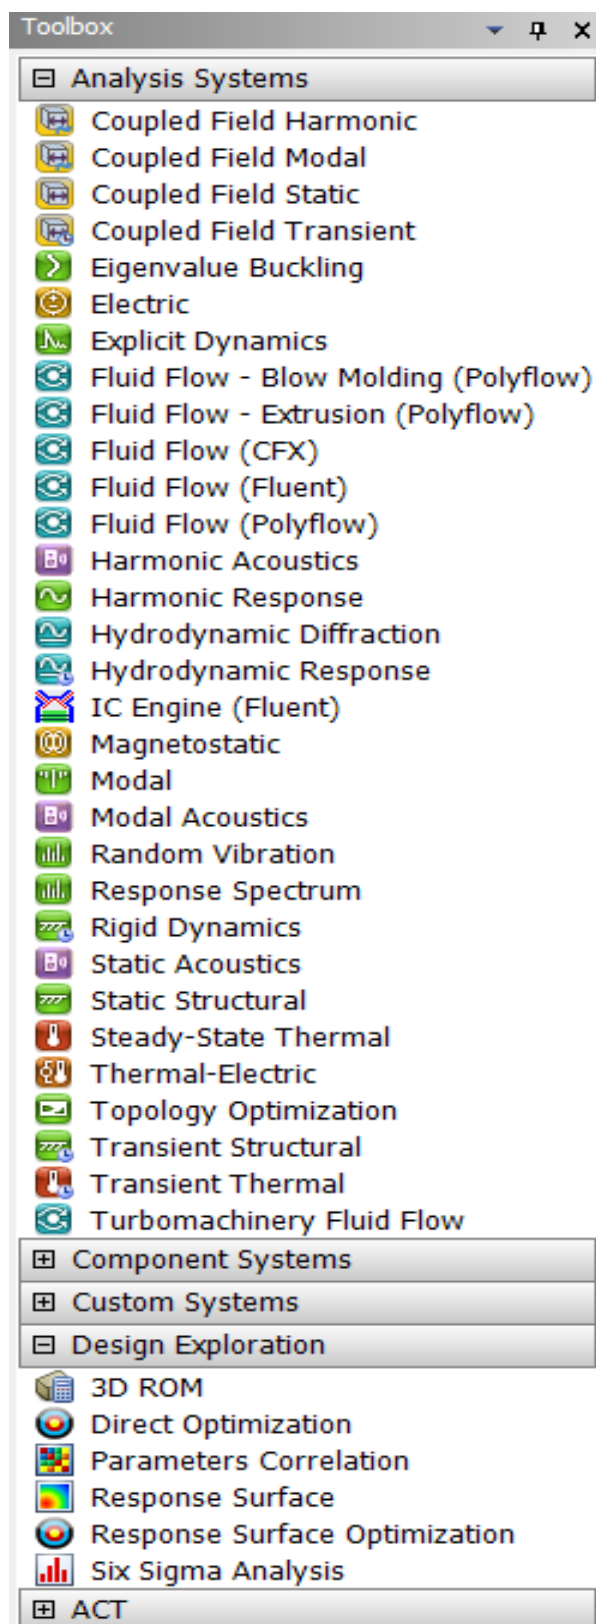 Toolbox
Analysis Systems
Coupled Field Harmonic
Coupled Field Modal
Coupled Field Static
Coupled Field Transient
Eigenvalue Buckling
Electric
Explicit Dynamics
Fluid Flow - Blow Molding (Polyflow)
Fluid Flow - Extrusion (Polyflow)
Fluid Flow (CFX)
Fluid Flow (Fluent)
Fluid Flow (Polyflow)
Harmonic Acoustics
Harmonic Response
Hydrodynamic Diffraction
Hydrodynamic Response
IC Engine (Fluent)
Magnetostatic
Modal
Modal Acoustics
Random Vibration
Response Spectrum
Rigid Dynamics
Static Acoustics
Static Structural
Steady-State Thermal
Thermal-Electric
Topology Optimization
Transient Structural
Transient Thermal
Turbomachinery Fluid Flow
Component Systems
Custom Systems
Design Exploration
3D ROM
Direct Optimization
Parameters Correlation
Response Surface
Response Surface Optimization
Six Sigma Analysis
ACT